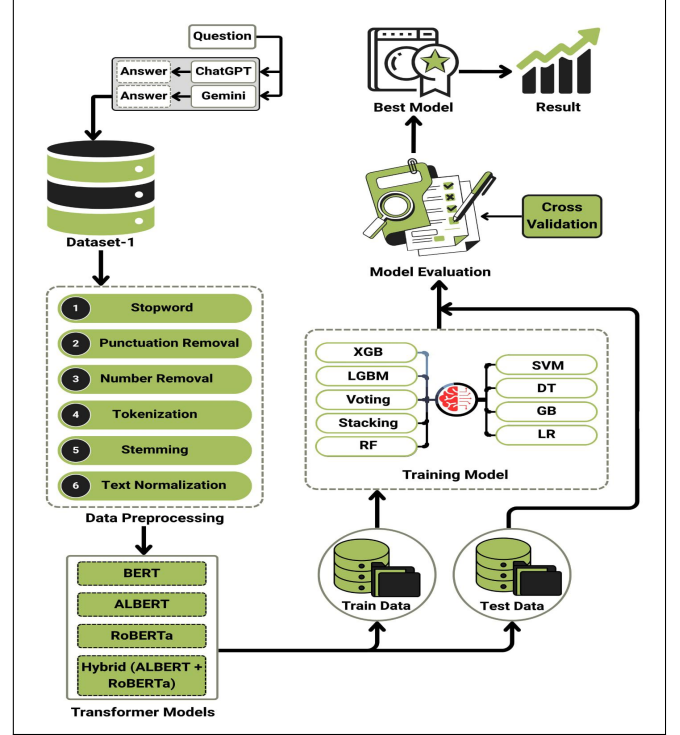 Question
Answer
ChatGPT
Answer
Gemini
Dataset-1
1 Stopword
2 Punctuation Removal
3 Number Removal
4 Tokenization
5 Stemming
6 Text Normalization
Data Preprocessing
BERT
ALBERT
RoBERTa
Hybrid (ALBERT +
RoBERTa)
Transformer Models
Train Data
Test Data
XGB
LGBM
Voting
Stacking
RF
SVM
DT
GB
LR
Training Model
Model Evaluation
Cross
Validation
Best Model
Result